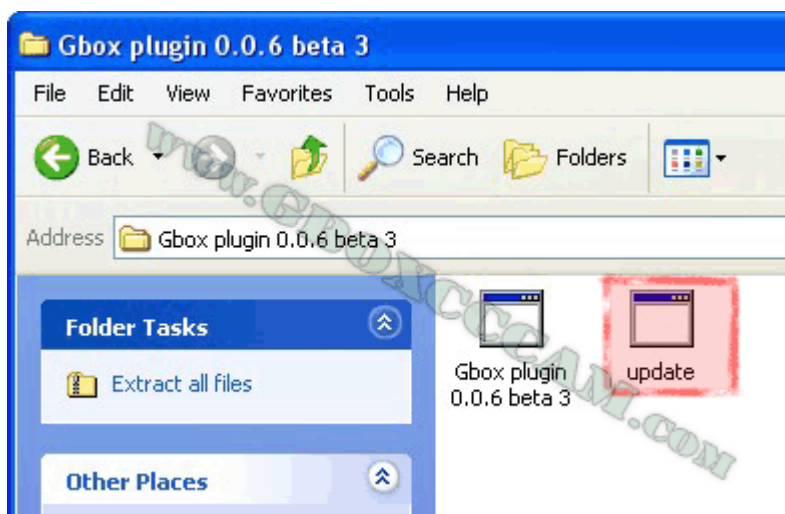 Gbox plugin 0.0.6 beta 3
File Edit View Favorites Tools Help
Back Search Folders
Address Gbox plugin 0.0.6 beta 3
Folder Tasks
Extract all files
Other Places
Gbox plugin
0.0.6 beta 3
update
www.GBOXCCCAM.COM